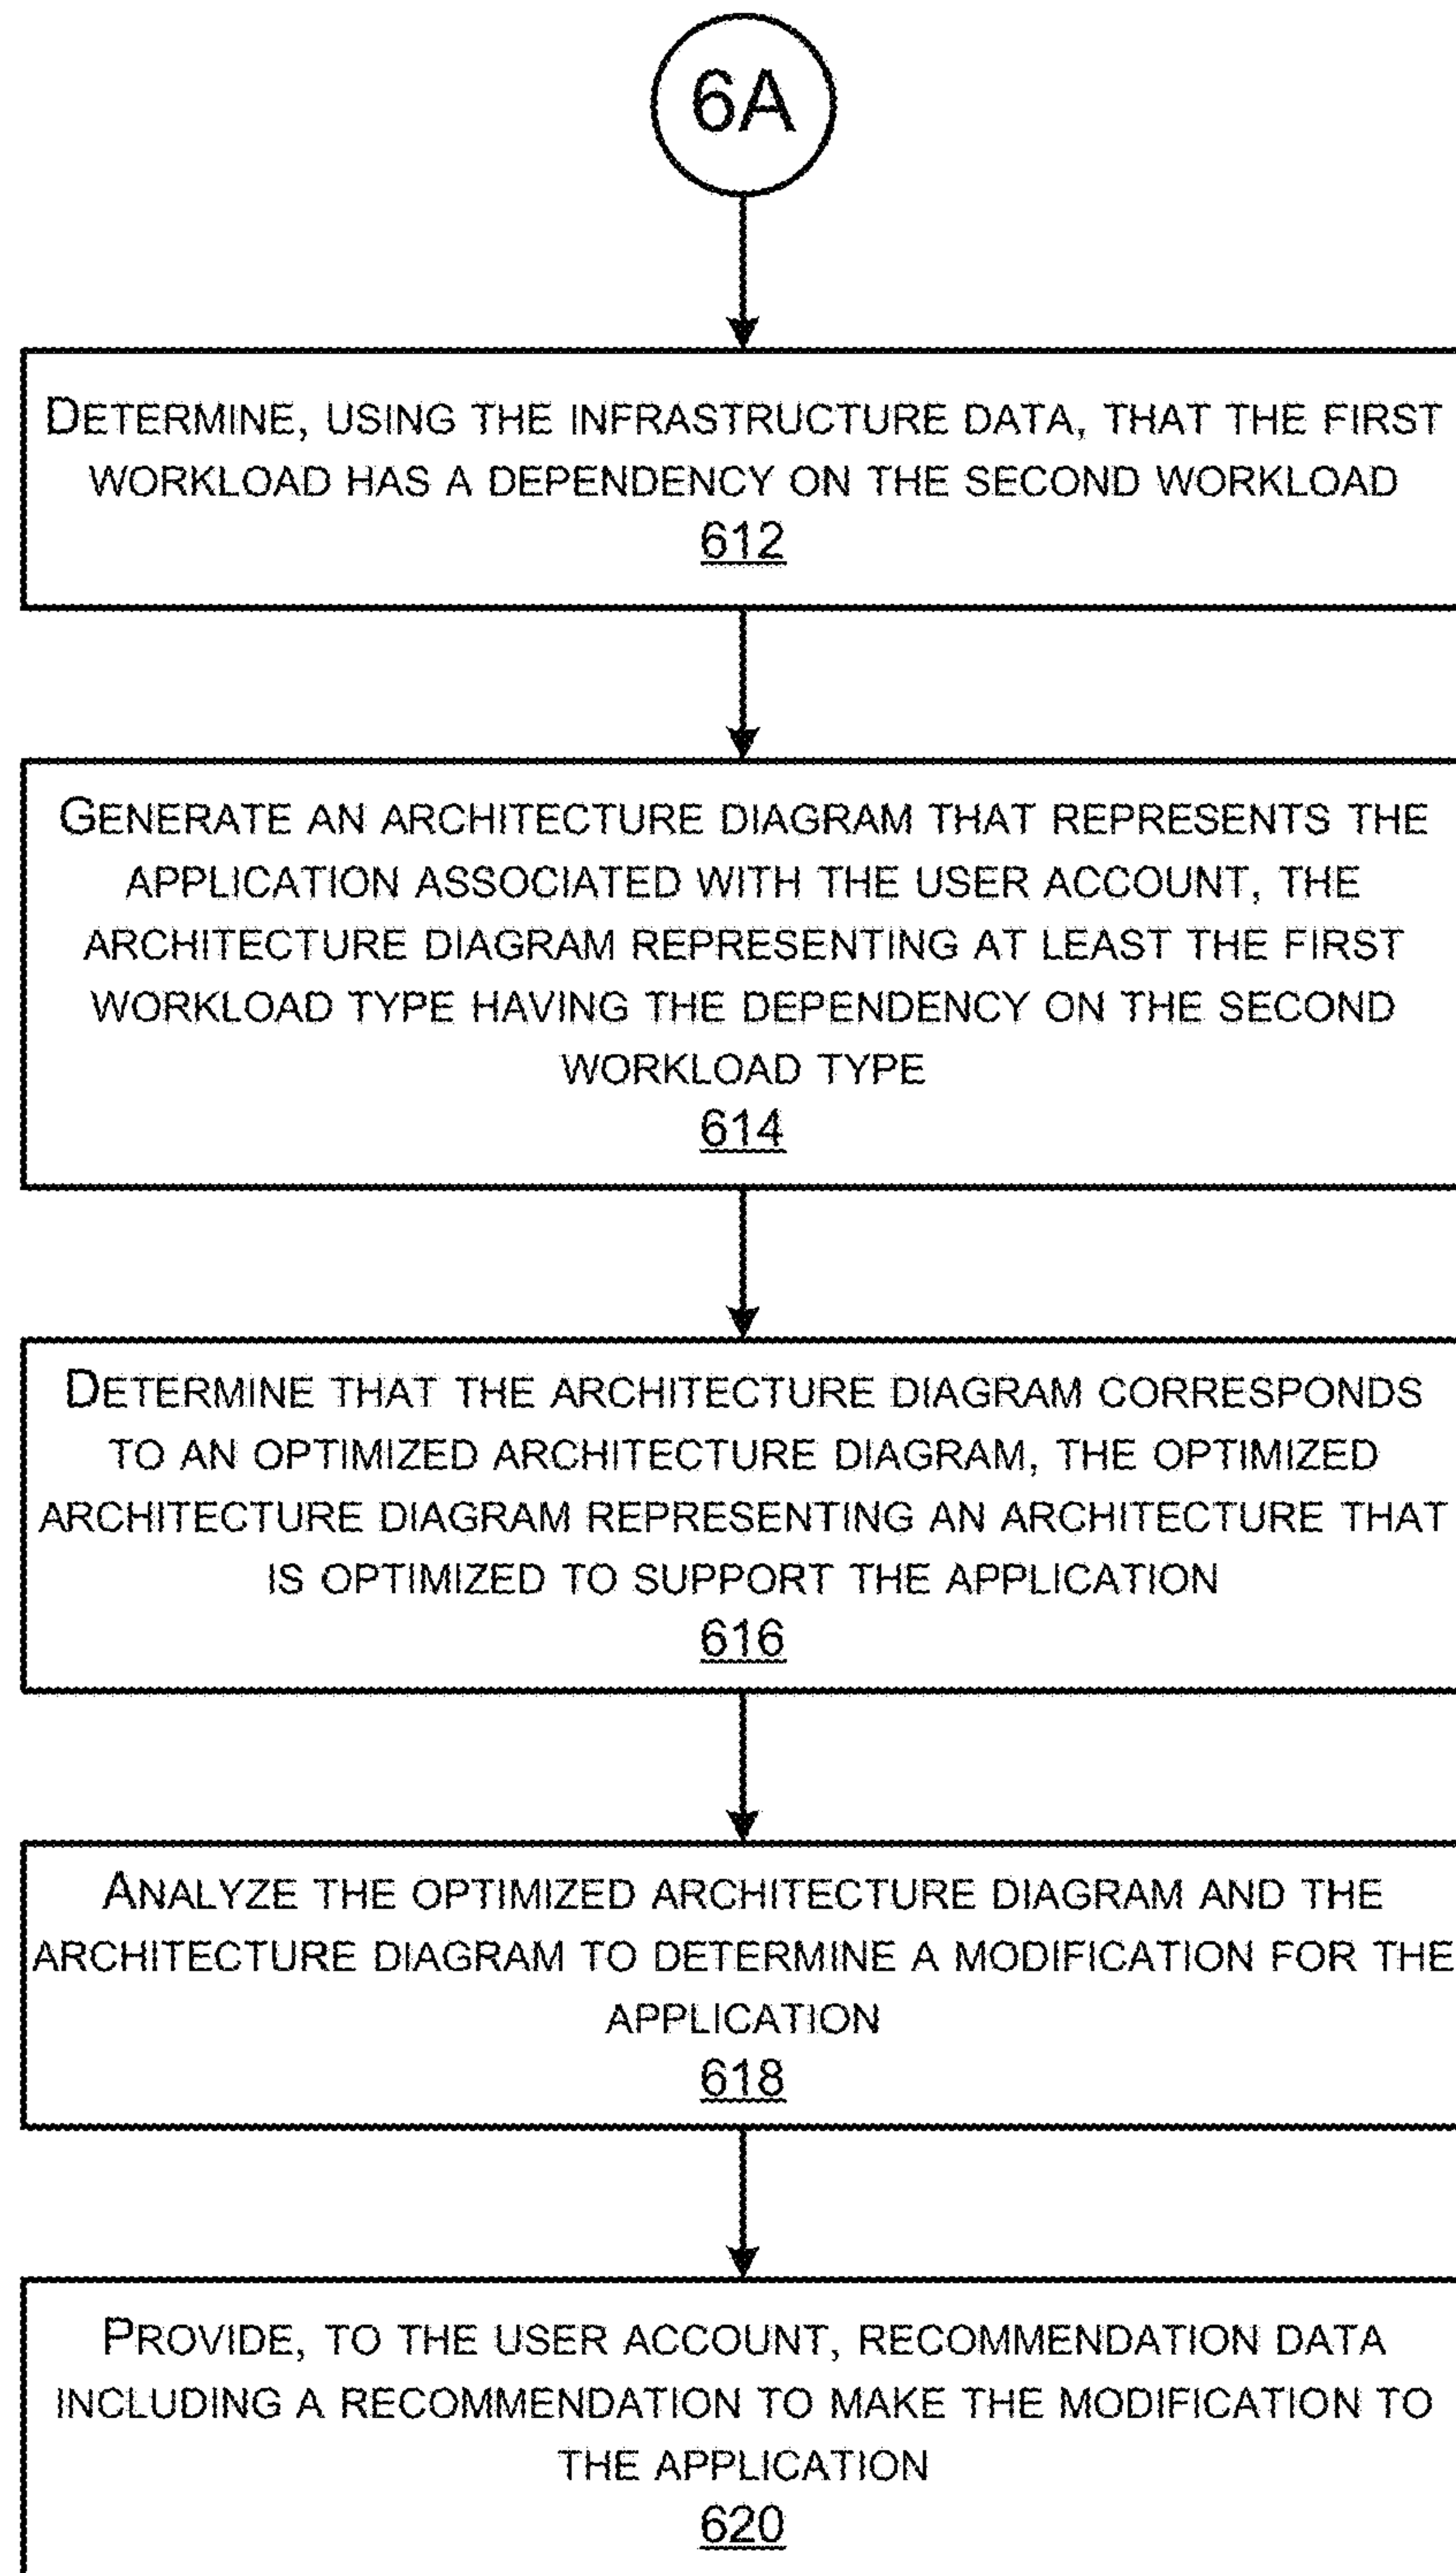 6A
DETERMINE, USING THE INFRASTRUCTURE DATA, THAT THE FIRST
WORKLOAD HAS A DEPENDENCY ON THE SECOND WORKLOAD
612
GENERATE AN ARCHITECTURE DIAGRAM THAT REPRESENTS THE
APPLICATION ASSOCIATED WITH THE USER ACCOUNT, THE
ARCHITECTURE DIAGRAM REPRESENTING AT LEAST THE FIRST
WORKLOAD TYPE HAVING THE DEPENDENCY ON THE SECOND
WORKLOAD TYPE
614
DETERMINE THAT THE ARCHITECTURE DIAGRAM CORRESPONDS
TO AN OPTIMIZED ARCHITECTURE DIAGRAM, THE OPTIMIZED
ARCHITECTURE DIAGRAM REPRESENTING AN ARCHITECTURE THAT
IS OPTIMIZED TO SUPPORT THE APPLICATION
616
ANALYZE THE OPTIMIZED ARCHITECTURE DIAGRAM AND THE
ARCHITECTURE DIAGRAM TO DETERMINE A MODIFICATION FOR THE
APPLICATION
618
PROVIDE, TO THE USER ACCOUNT, RECOMMENDATION DATA
INCLUDING A RECOMMENDATION TO MAKE THE MODIFICATION TO
THE APPLICATION
620